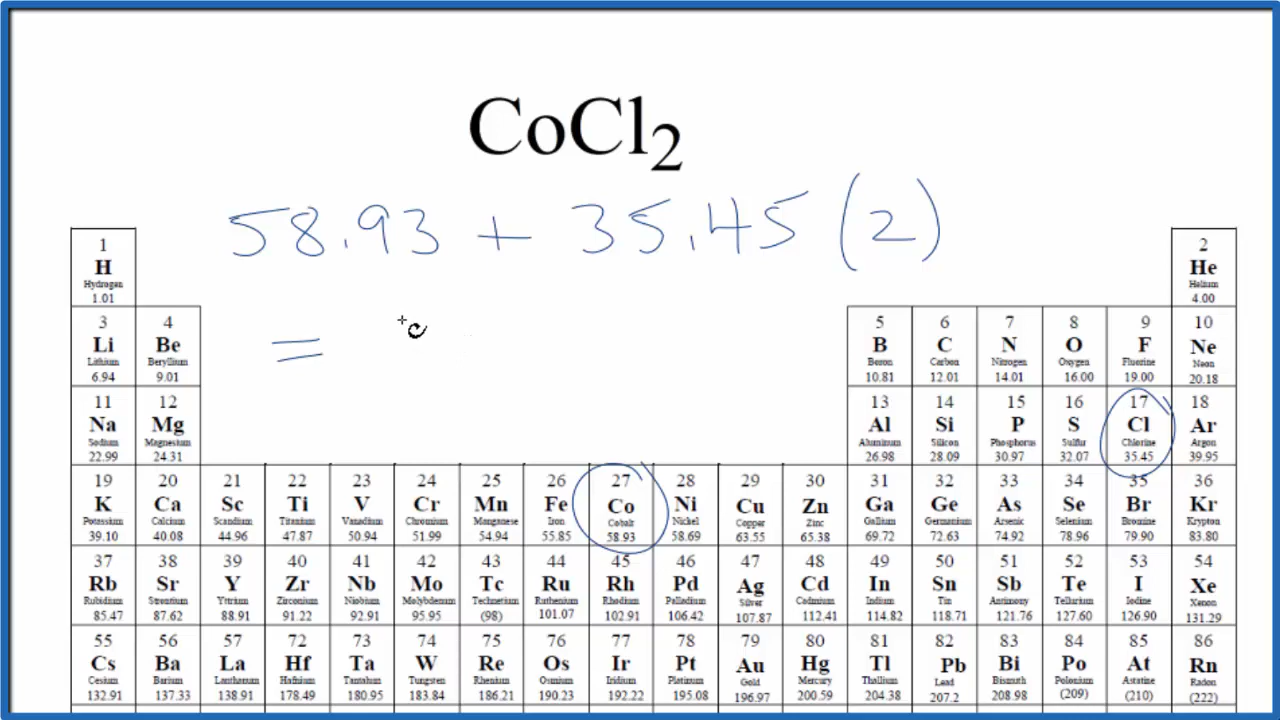 CoCl2
58.93 + 35.45 (2)
=
1 2
H He
Hydrogen Helium
1.01 4.00
3 4 5 6 7 8 9 10
Li Be B C N O F Ne
Lithium Beryllium Boron Carbon Nitrogen Oxygen Fluorine Neon
6.94 9.01 10.81 12.01 14.01 16.00 19.00 20.18
11 12 13 14 15 16 17 18
Na Mg Al Si P S Cl Ar
Sodium Magnesium Aluminum Silicon Phosphorus Sulfur Chlorine Argon
22.99 24.31 26.98 28.09 30.97 32.07 35.45 39.95
19 20 21 22 23 24 25 26 27 28 29 30 31 32 33 34 35 36
K Ca Sc Ti V Cr Mn Fe Co Ni Cu Zn Ga Ge As Se Br Kr
Potassium Calcium Scandium Titanium Vanadium Chromium Manganese Iron Cobalt Nickel Copper Zinc Gallium Germanium Arsenic Selenium Bromine Krypton
39.10 40.08 44.96 47.87 50.94 51.99 54.94 55.85 58.93 58.69 63.55 65.38 69.72 72.63 74.92 78.96 79.90 83.80
37 38 39 40 41 42 43 44 45 46 47 48 49 50 51 52 53 54
Rb Sr Y Zr Nb Mo Tc Ru Rh Pd Ag Cd In Sn Sb Te I Xe
Rubidium Strontium Yttrium Zirconium Niobium Molybdenum Technetium Ruthenium Rhodium Palladium Silver Cadmium Indium Tin Antimony Tellurium Iodine Xenon
85.47 87.62 88.91 91.22 92.91 95.95 (98) 101.07 102.91 106.42 107.87 112.41 114.82 118.71 121.76 127.60 126.90 131.29
55 56 57 72 73 74 75 76 77 78 79 80 81 82 83 84 85 86
Cs Ba La Hf Ta W Re Os Ir Pt Au Hg Tl Pb Bi Po At Rn
Cesium Barium Lanthanum Hafnium Tantalum Tungsten Rhenium Osmium Iridium Platinum Gold Mercury Thallium Lead Bismuth Polonium Astatine Radon
132.91 137.33 138.91 178.49 180.95 183.84 186.21 190.23 192.22 195.08 196.97 200.59 204.38 207.2 208.98 (209) (210) (222)